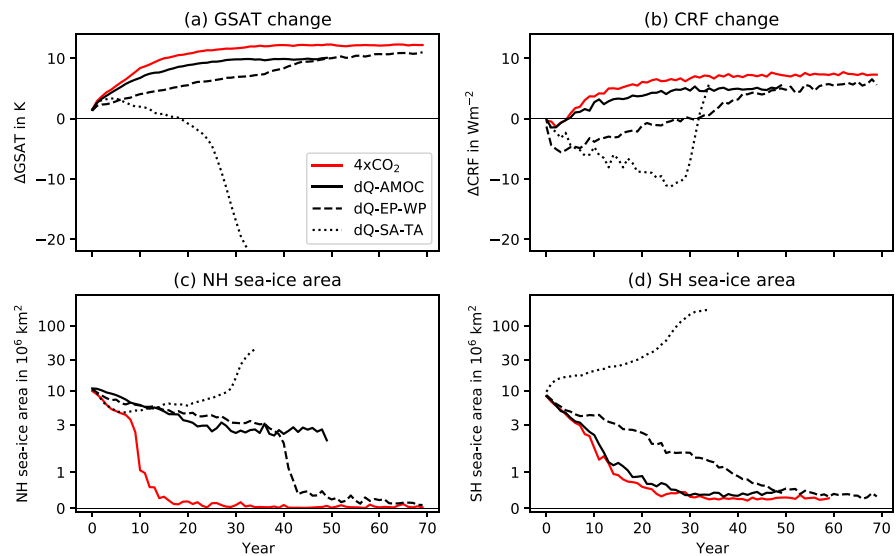 (a) GSAT change
(b) CRF change
ΔGSAT in K
10
0
−10
−20
4xCO₂
dQ-AMOC
dQ-EP-WP
dQ-SA-TA
ΔCRF in Wm⁻²
10
0
−10
−20
(c) NH sea-ice area
(d) SH sea-ice area
NH sea-ice area in 10⁶ km²
100
30
10
3
1
0
0 10 20 30 40 50 60 70
Year
SH sea-ice area in 10⁶ km²
100
30
10
3
1
0
0 10 20 30 40 50 60 70
Year